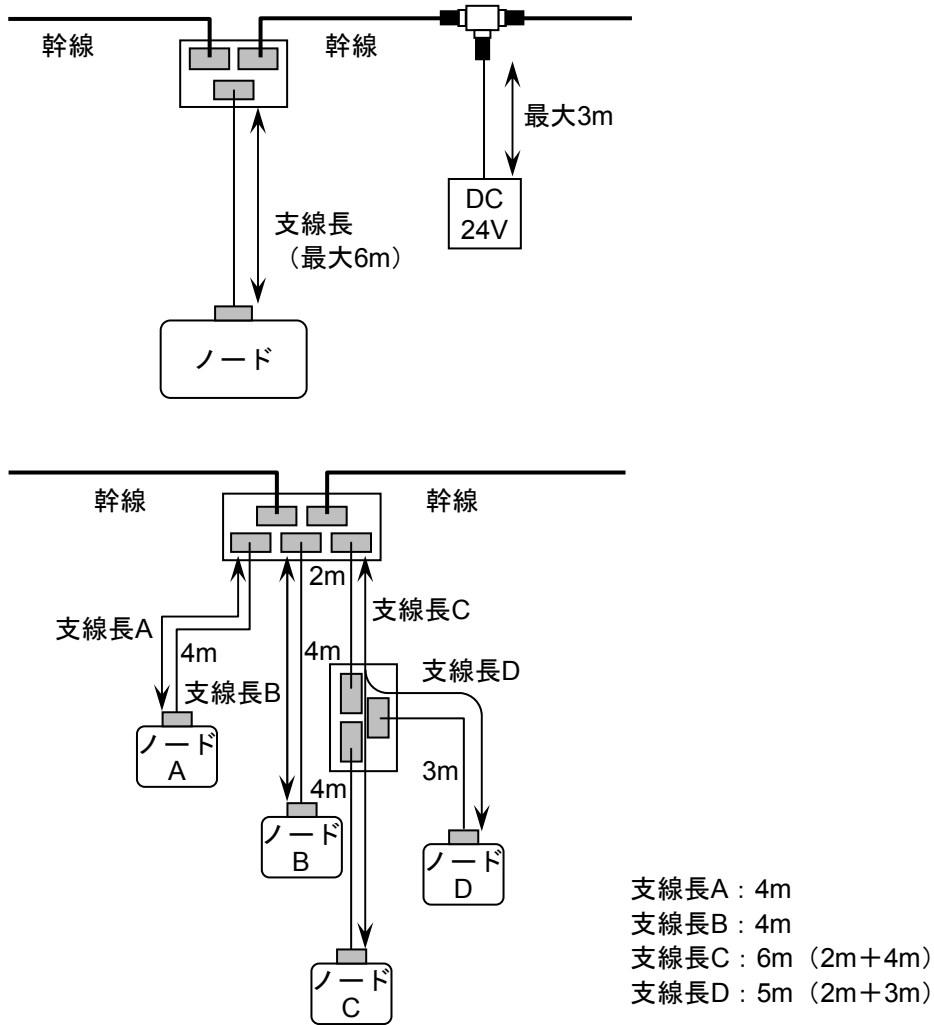 幹線
幹線
最大3m
DC
24V
支線長
（最大6m）
ノード
幹線
幹線
2m
支線長C
支線長A
4m
4m
支線長D
支線長B
ノード
A
3m
4m
ノード
B
ノード
D
ノード
C
支線長A：4m
支線長B：4m
支線長C：6m（2m＋4m）
支線長D：5m（2m＋3m）